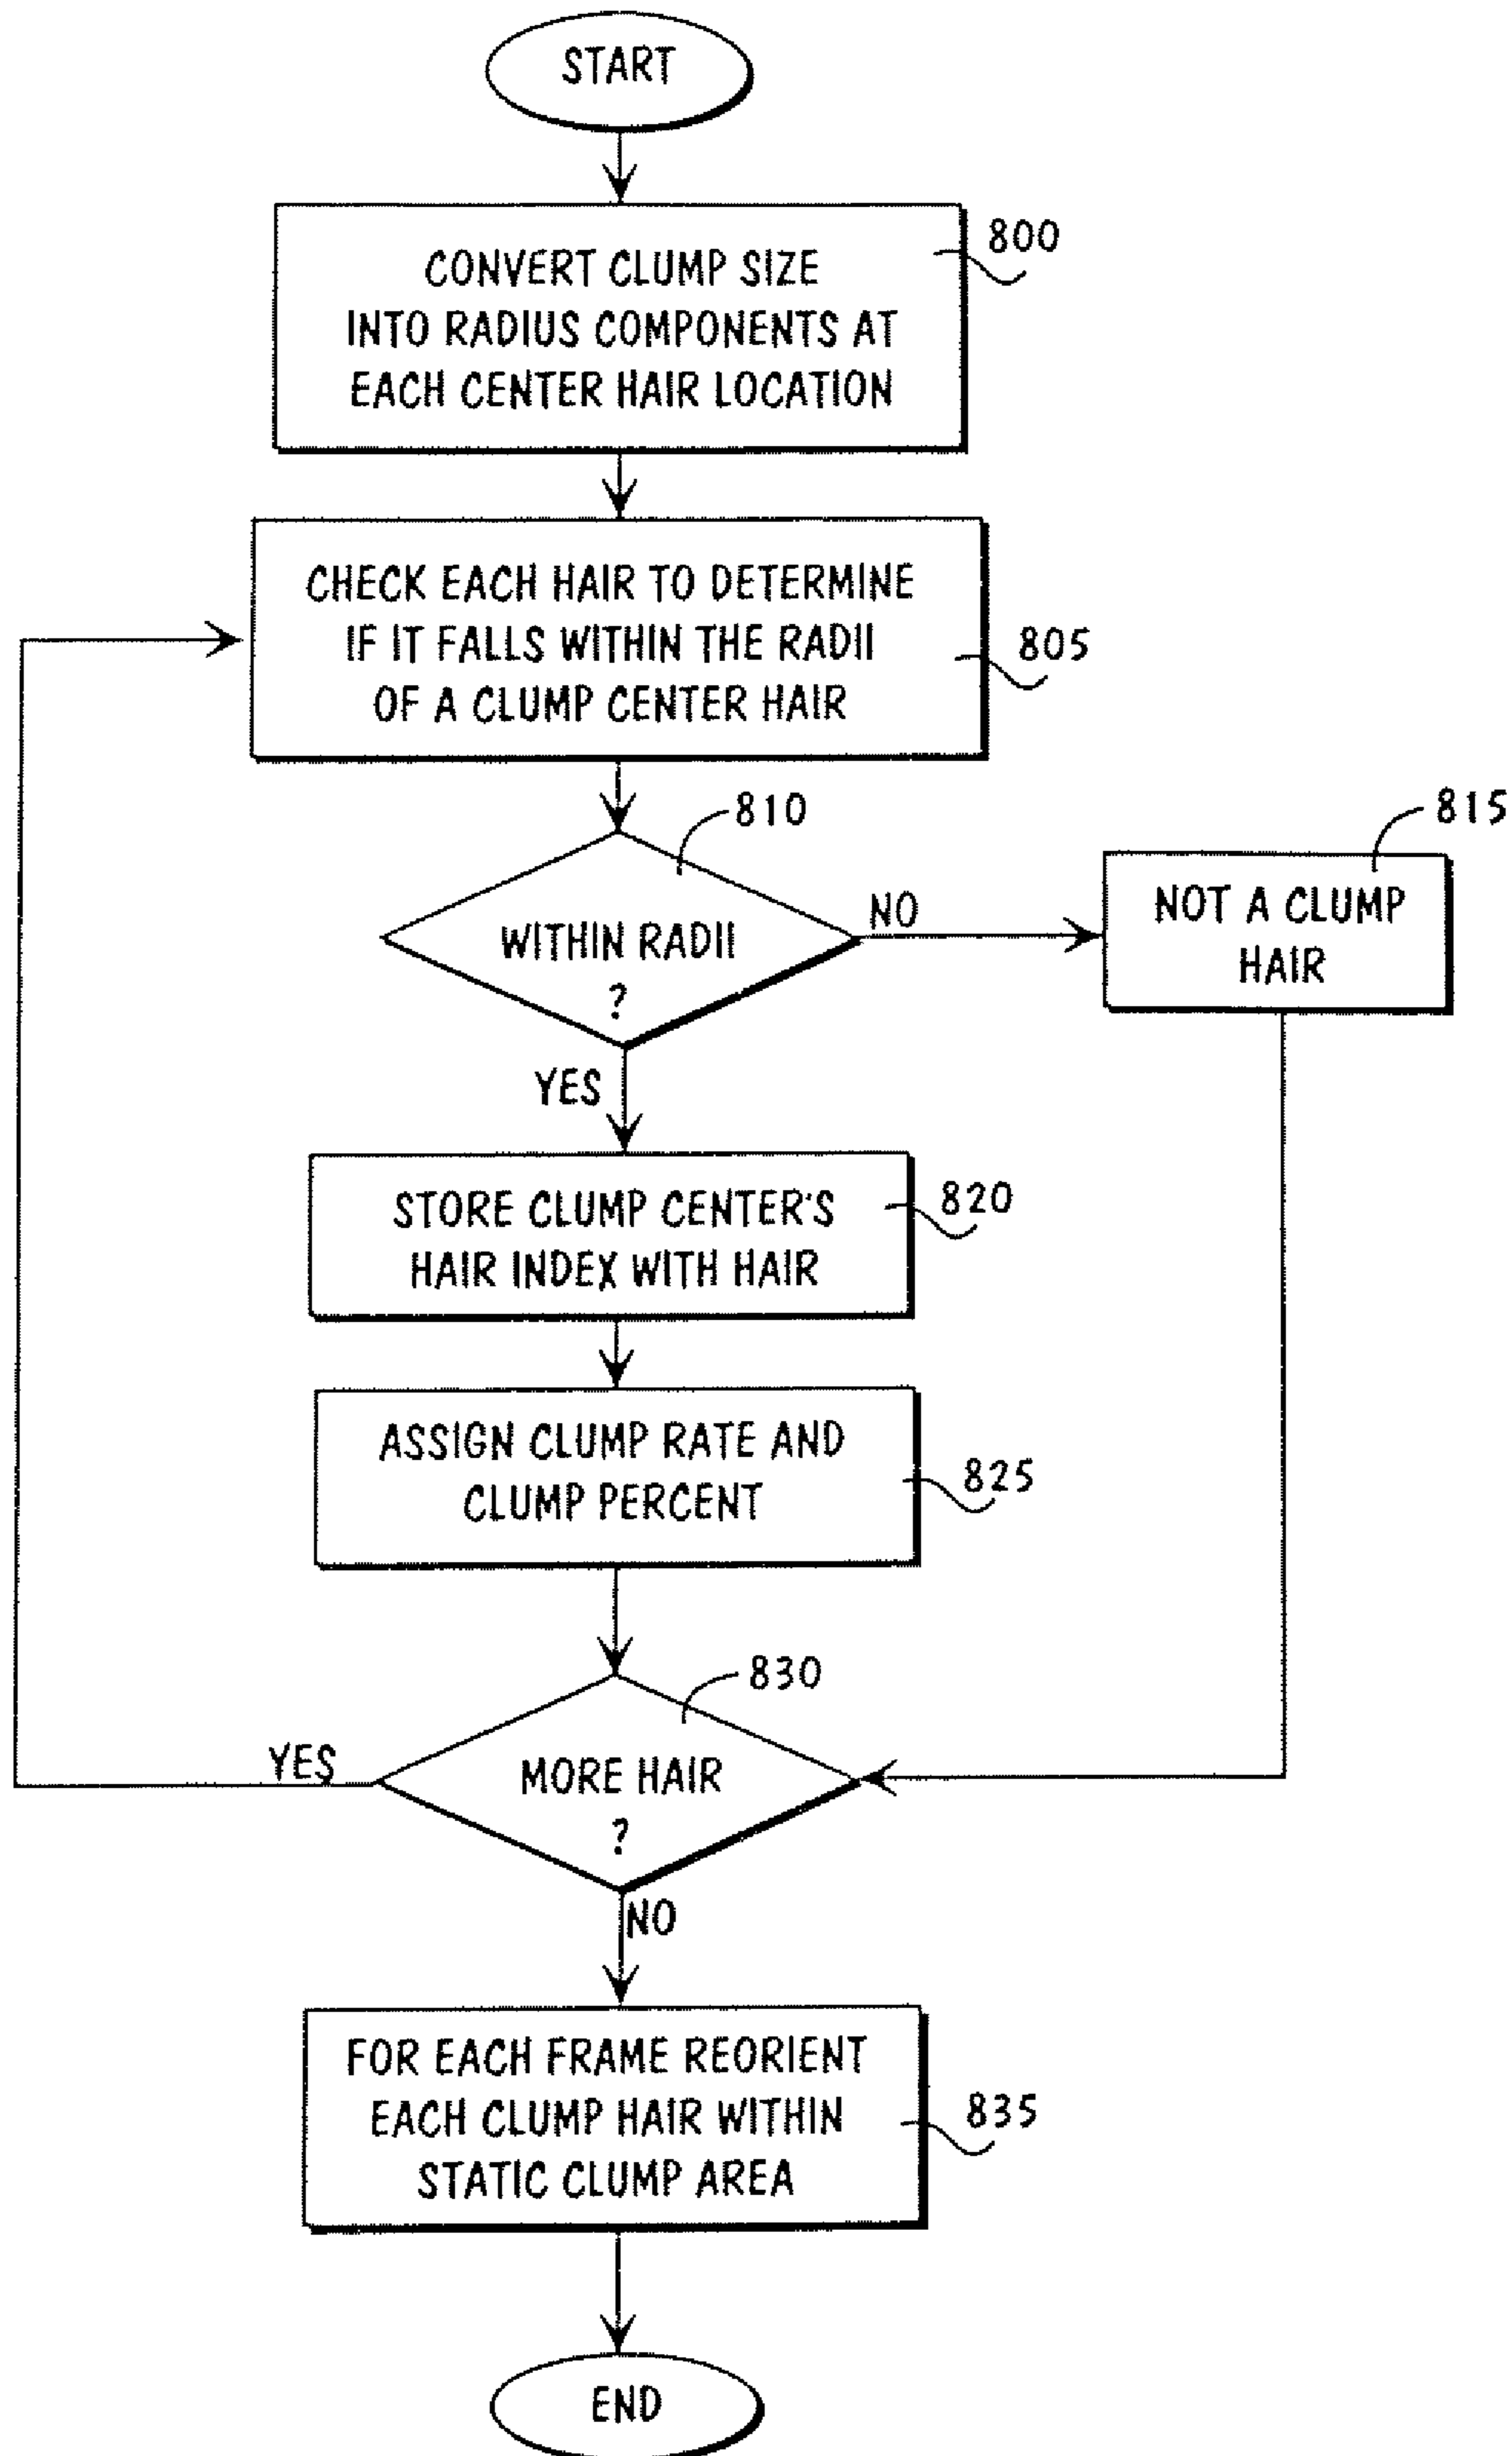 START
CONVERT CLUMP SIZE
INTO RADIUS COMPONENTS AT
EACH CENTER HAIR LOCATION
800
CHECK EACH HAIR TO DETERMINE
IF IT FALLS WITHIN THE RADII
OF A CLUMP CENTER HAIR
805
810
WITHIN RADII
?
NO
815
NOT A CLUMP
HAIR
YES
STORE CLUMP CENTER'S
HAIR INDEX WITH HAIR
820
ASSIGN CLUMP RATE AND
CLUMP PERCENT
825
830
YES
MORE HAIR
?
NO
FOR EACH FRAME REORIENT
EACH CLUMP HAIR WITHIN
STATIC CLUMP AREA
835
END